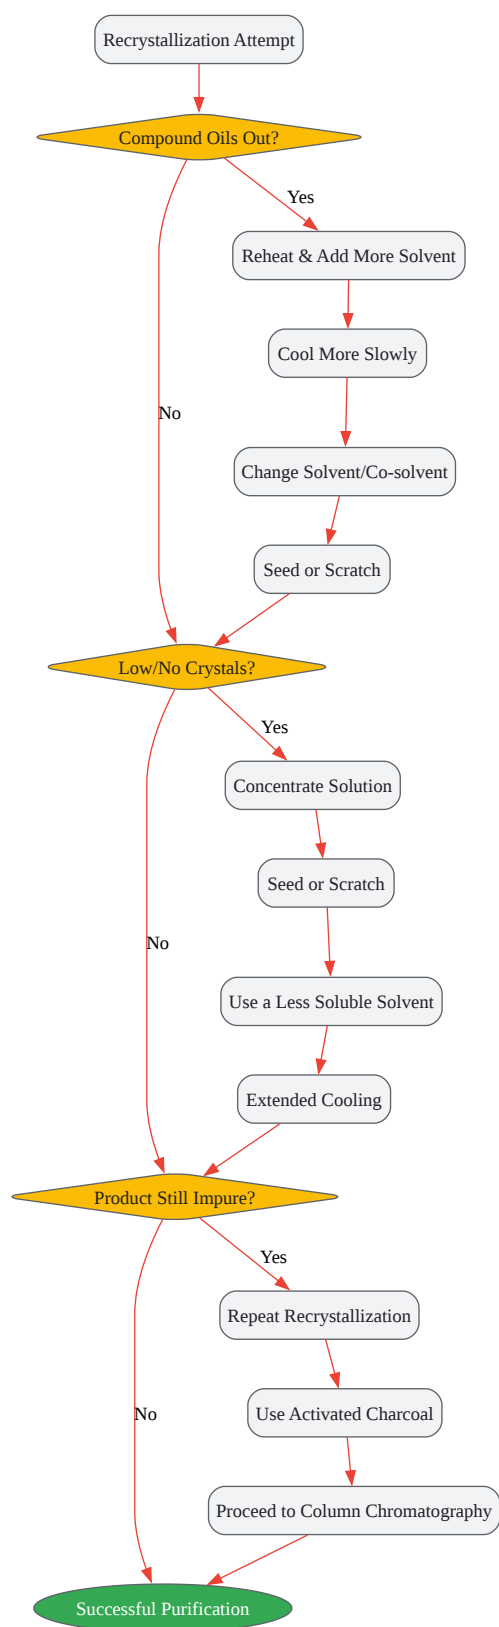 Recrystallization Attempt
Compound Oils Out?
Yes
Reheat & Add More Solvent
Cool More Slowly
No
Change Solvent/Co-solvent
Seed or Scratch
Low/No Crystals?
Yes
Concentrate Solution
Seed or Scratch
No
Use a Less Soluble Solvent
Extended Cooling
Product Still Impure?
Yes
Repeat Recrystallization
No
Use Activated Charcoal
Proceed to Column Chromatography
Successful Purification